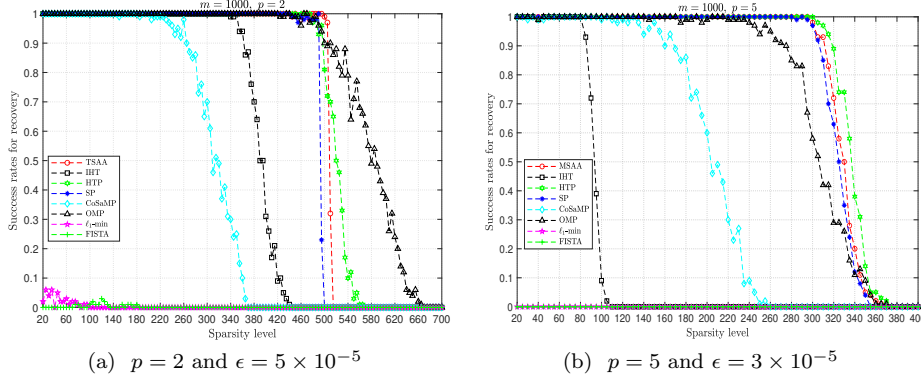 m = 1000, p = 2
Success rates for recovery
1
0.9
0.8
0.7
0.6
0.5
0.4
0.3
0.2
0.1
0
TSAA
IHT
HTP
SP
CoSaMP
OMP
ℓ₁-min
FISTA
20 60 100 140 180 220 260 300 340 380 420 460 500 540 580 620 660 700
Sparsity level
(a) p = 2 and ϵ = 5 × 10⁻⁵
m = 1000, p = 5
Success rates for recovery
1
0.9
0.8
0.7
0.6
0.5
0.4
0.3
0.2
0.1
0
MSAA
IHT
HTP
SP
CoSaMP
OMP
ℓ₁-min
FISTA
20 40 60 80 100 120 140 160 180 200 220 240 260 280 300 320 340 360 380 400
Sparsity level
(b) p = 5 and ϵ = 3 × 10⁻⁵